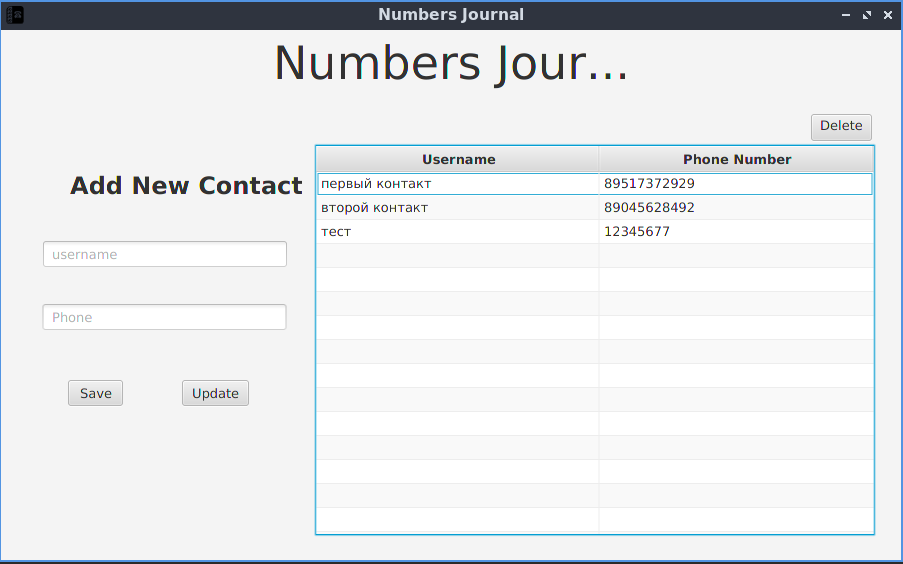 Numbers Journal
Numbers Jour...
Delete
Add New Contact
username
Phone
Save Update
Username Phone Number
первый контакт 89517372929
второй контакт 89045628492
тест 12345677